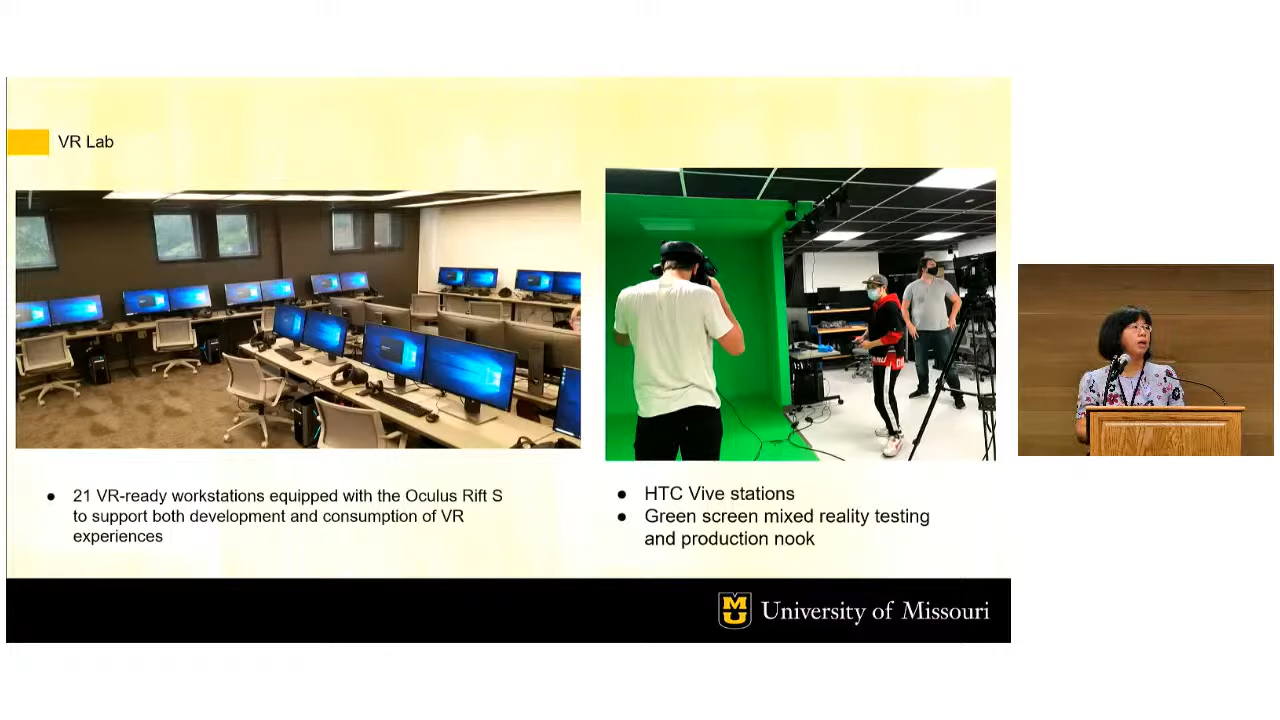 VR Lab
● 21 VR-ready workstations equipped with the Oculus Rift S
to support both development and consumption of VR
experiences
● HTC Vive stations
● Green screen mixed reality testing
and production nook
MU University of Missouri